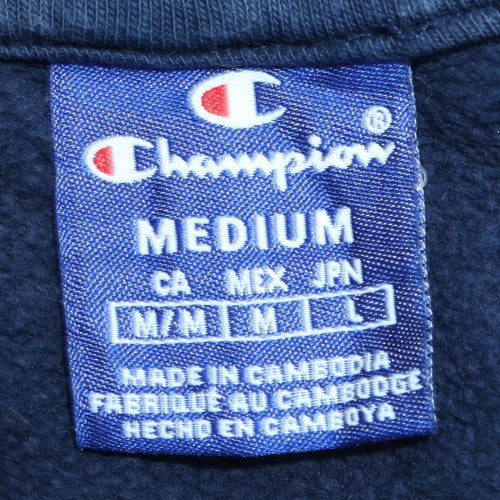 Champion®
MEDIUM
CA MEX JPN
M/M M L
MADE IN CAMBODIA
FABRIQUÉ AU CAMBODGE
HECHO EN CAMBOYA